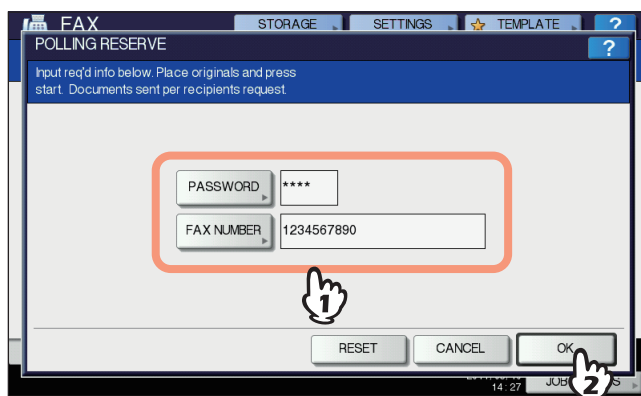 FAX STORAGE SETTINGS TEMPLATE ?
POLLING RESERVE ?
Input req'd info below. Place originals and press
start. Documents sent per recipients request.
PASSWORD ****
FAX NUMBER 1234567890
1
RESET CANCEL OK
2
14:27 JOB